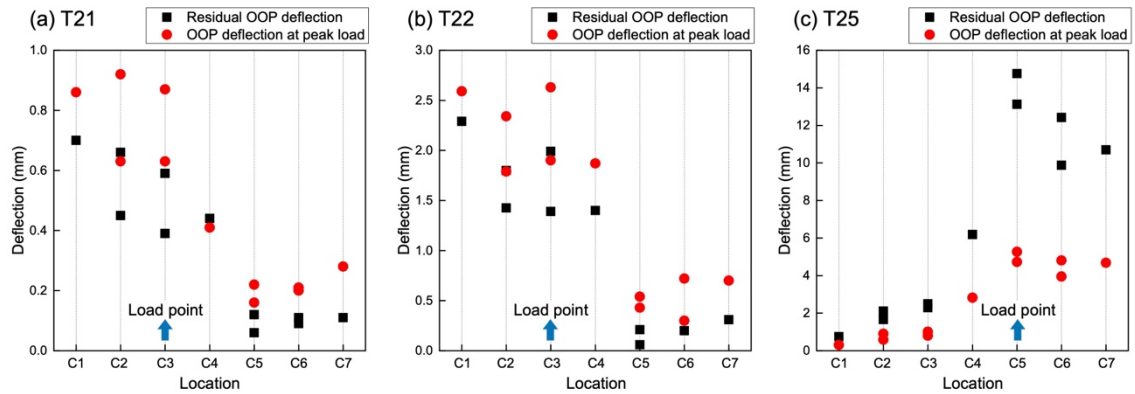 (a) T21
Residual OOP deflection
OOP deflection at peak load
Deflection (mm)
1.0
0.8
0.6
0.4
0.2
0.0
Load point
C1 C2 C3 C4 C5 C6 C7
Location
(b) T22
Residual OOP deflection
OOP deflection at peak load
Deflection (mm)
3.0
2.5
2.0
1.5
1.0
0.5
0.0
Load point
C1 C2 C3 C4 C5 C6 C7
Location
(c) T25
Residual OOP deflection
OOP deflection at peak load
Deflection (mm)
16
14
12
10
8
6
4
2
0
Load point
C1 C2 C3 C4 C5 C6 C7
Location